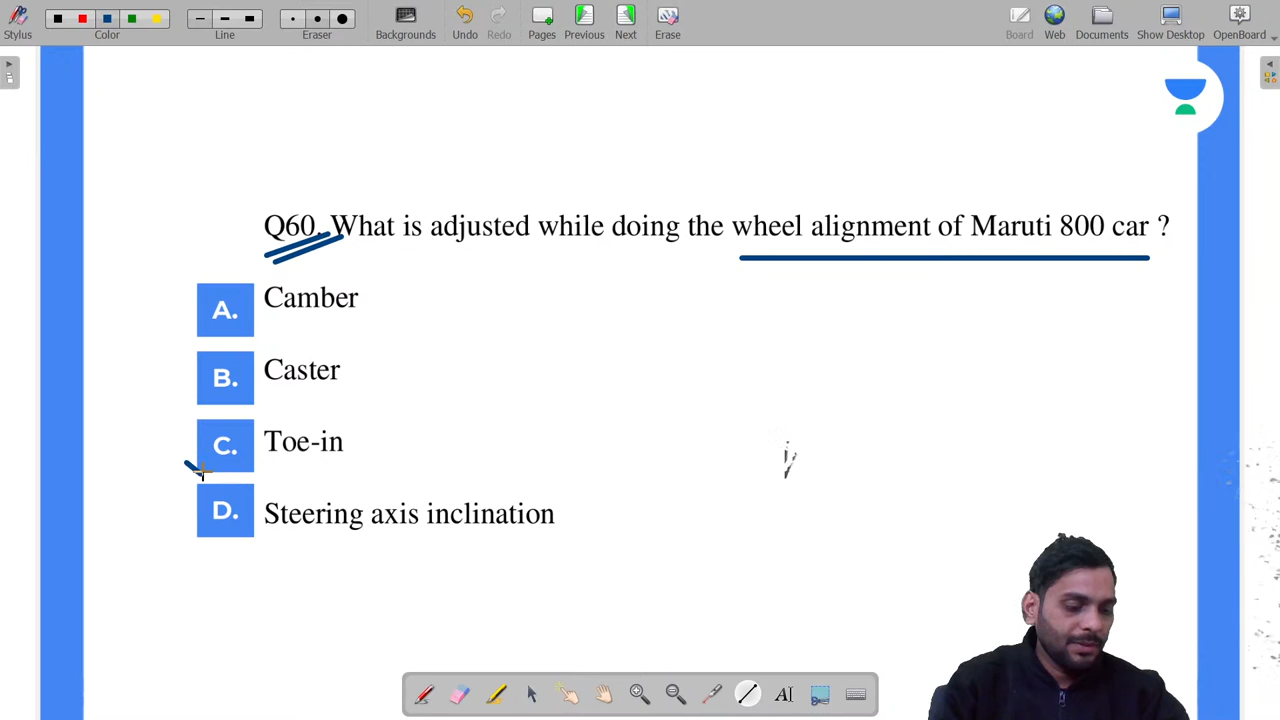 Stylus
Color
Line
Eraser
Backgrounds
Undo
Redo
Pages
Previous
Next
Erase
Board
Web
Documents
Show Desktop
OpenBoard
Q60. What is adjusted while doing the wheel alignment of Maruti 800 car ?
A. Camber
B. Caster
C. Toe-in
D. Steering axis inclination
AI